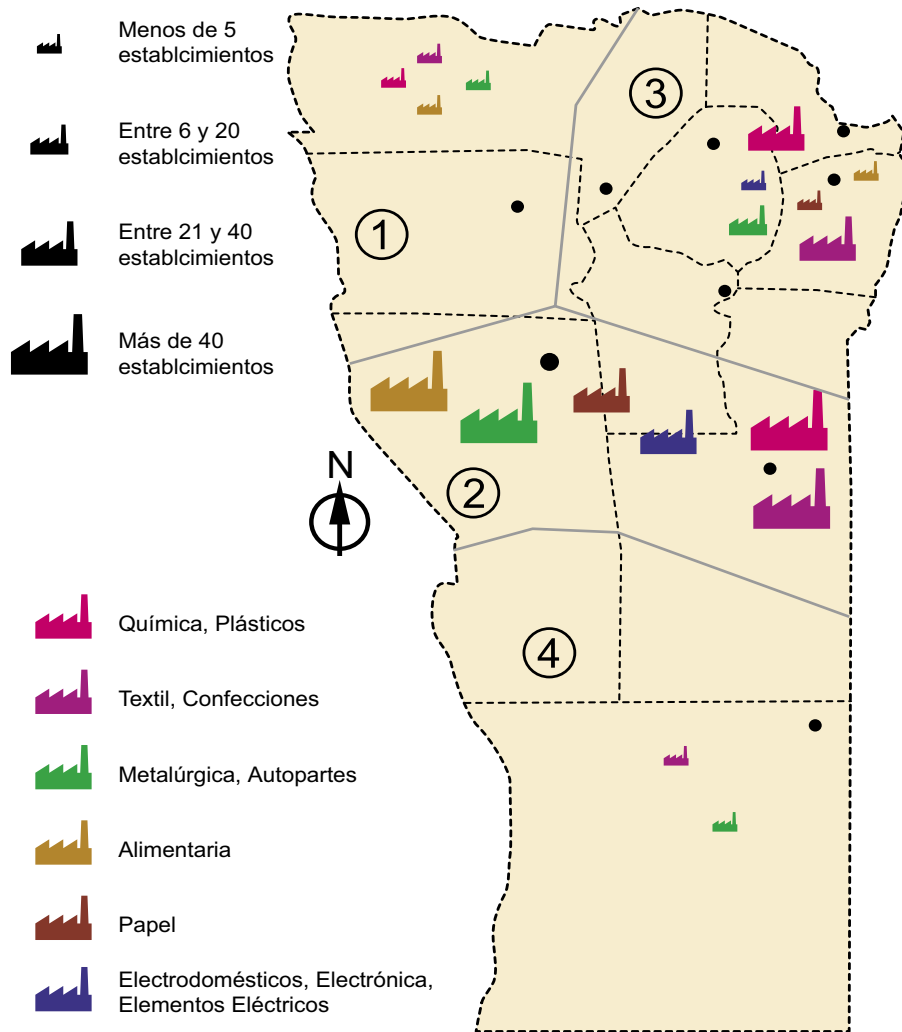 Menos de 5
establcimientos
Entre 6 y 20
establcimientos
Entre 21 y 40
establcimientos
Más de 40
establcimientos
1
2
3
4
N
Química, Plásticos
Textil, Confecciones
Metalúrgica, Autopartes
Alimentaria
Papel
Electrodomésticos, Electrónica,
Elementos Eléctricos